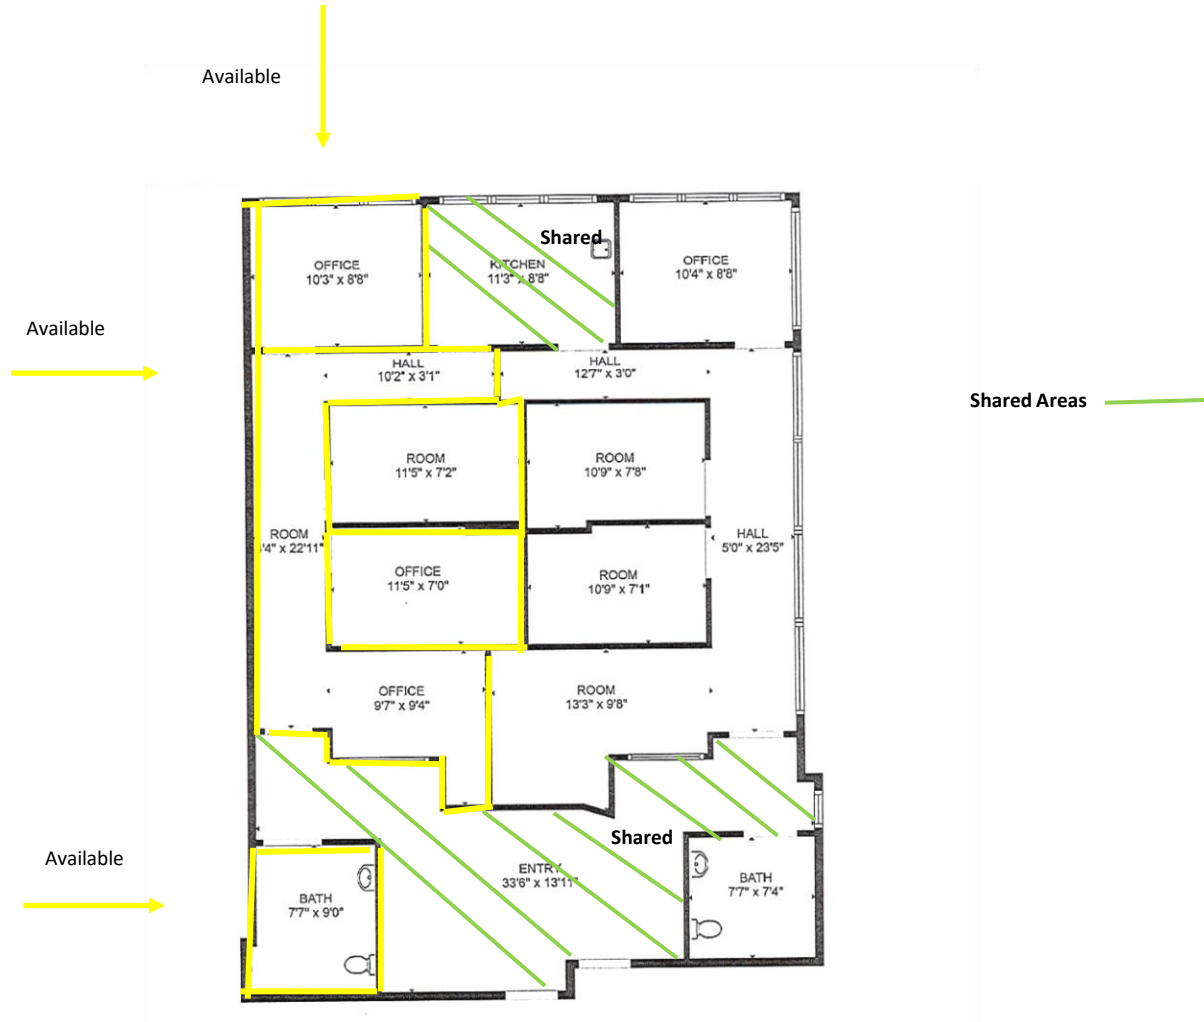 Available
Shared
OFFICE
10'3" x 8'8"
KITCHEN
11'3" x 8'8"
OFFICE
10'4" x 8'8"
Available
HALL
10'2" x 3'1"
HALL
12'7" x 3'0"
Shared Areas
ROOM
11'5" x 7'2"
ROOM
10'9" x 7'8"
ROOM
'4" x 22'11"
HALL
5'0" x 23'5"
OFFICE
11'5" x 7'0"
ROOM
10'9" x 7'1"
OFFICE
9'7" x 9'4"
ROOM
13'3" x 9'8"
Shared
Available
ENTRY
33'6" x 13'11"
BATH
7'7" x 7'4"
BATH
7'7" x 9'0"